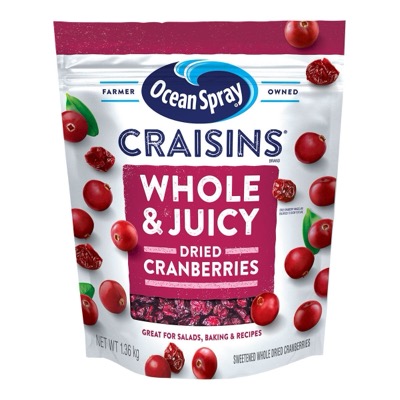 FARMER
OWNED
Ocean Spray
CRAISINS®
BRAND
WHOLE
& JUICY
DRIED
CRANBERRIES
GREAT FOR SALADS, BAKING & RECIPES
NET WT 1.36 kg
SWEETENED WHOLE DRIED CRANBERRIES